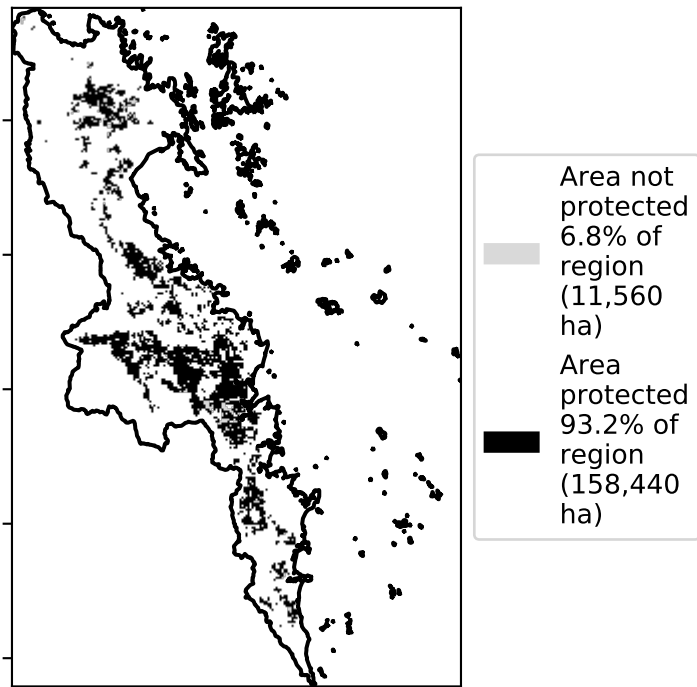 Area not
protected
6.8% of
region
(11,560
ha)
Area
protected
93.2% of
region
(158,440
ha)